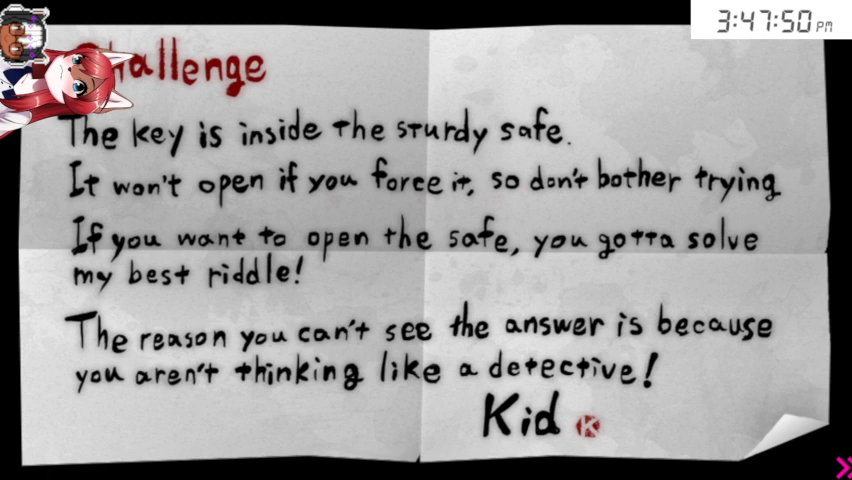 3:47:50 PM
Challenge
The key is inside the sturdy safe.
It won't open if you force it, so don't bother trying
If you want to open the safe, you gotta solve
my best riddle!
The reason you can't see the answer is because
you aren't thinking like a detective!
Kid K